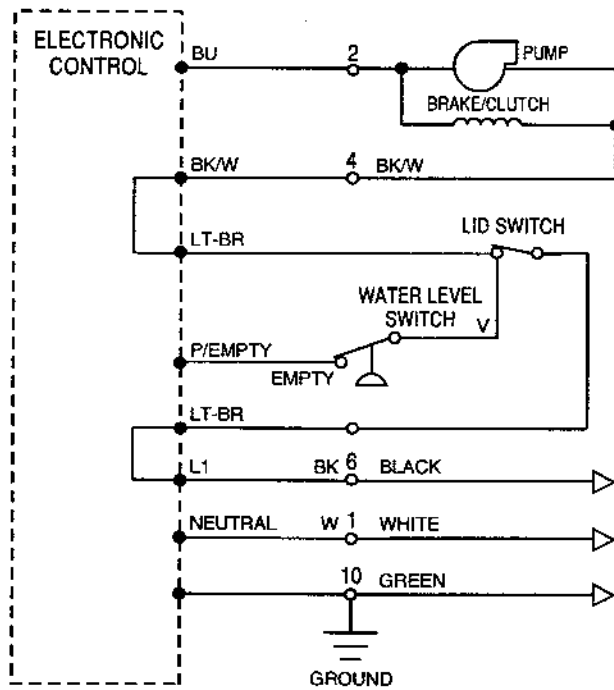 ELECTRONIC
CONTROL
BU
2
PUMP
BRAKE/CLUTCH
BK/W
4
BK/W
LT-BR
LID SWITCH
WATER LEVEL
SWITCH
V
P/EMPTY
EMPTY
LT-BR
L1
BK
6
BLACK
NEUTRAL
W
1
WHITE
10
GREEN
GROUND